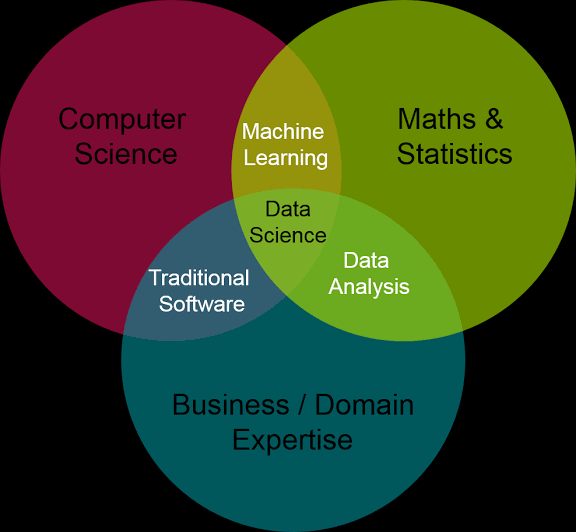 Computer
Science
Maths &
Statistics
Machine
Learning
Data
Science
Traditional
Software
Data
Analysis
Business / Domain
Expertise